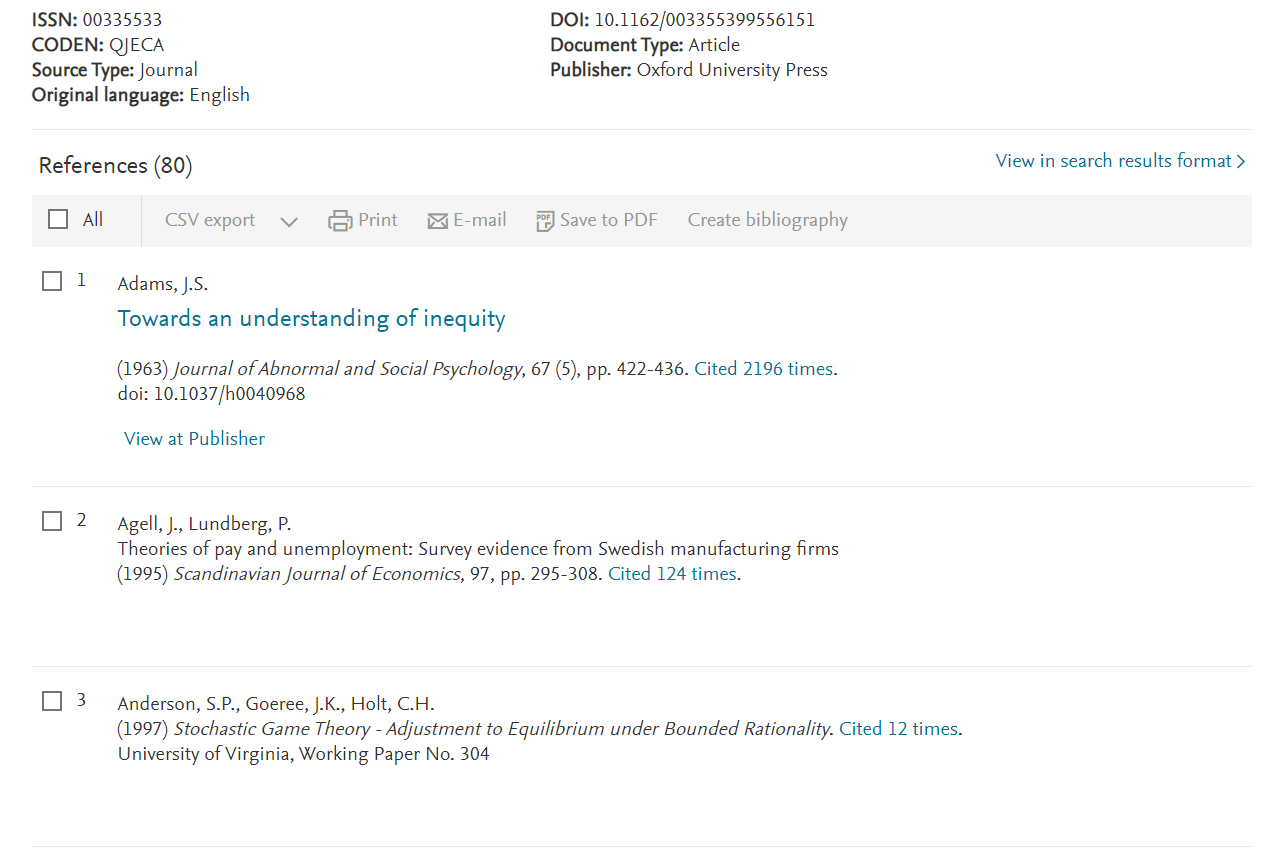 ISSN: 00335533
DOI: 10.1162/003355399556151
CODEN: QJECA
Document Type: Article
Source Type: Journal
Publisher: Oxford University Press
Original language: English
References (80)
View in search results format >
All CSV export Print E-mail Save to PDF Create bibliography
1 Adams, J.S.
Towards an understanding of inequity
(1963) Journal of Abnormal and Social Psychology, 67 (5), pp. 422-436. Cited 2196 times.
doi: 10.1037/h0040968
View at Publisher
2 Agell, J., Lundberg, P.
Theories of pay and unemployment: Survey evidence from Swedish manufacturing firms
(1995) Scandinavian Journal of Economics, 97, pp. 295-308. Cited 124 times.
3 Anderson, S.P., Goeree, J.K., Holt, C.H.
(1997) Stochastic Game Theory - Adjustment to Equilibrium under Bounded Rationality. Cited 12 times.
University of Virginia, Working Paper No. 304